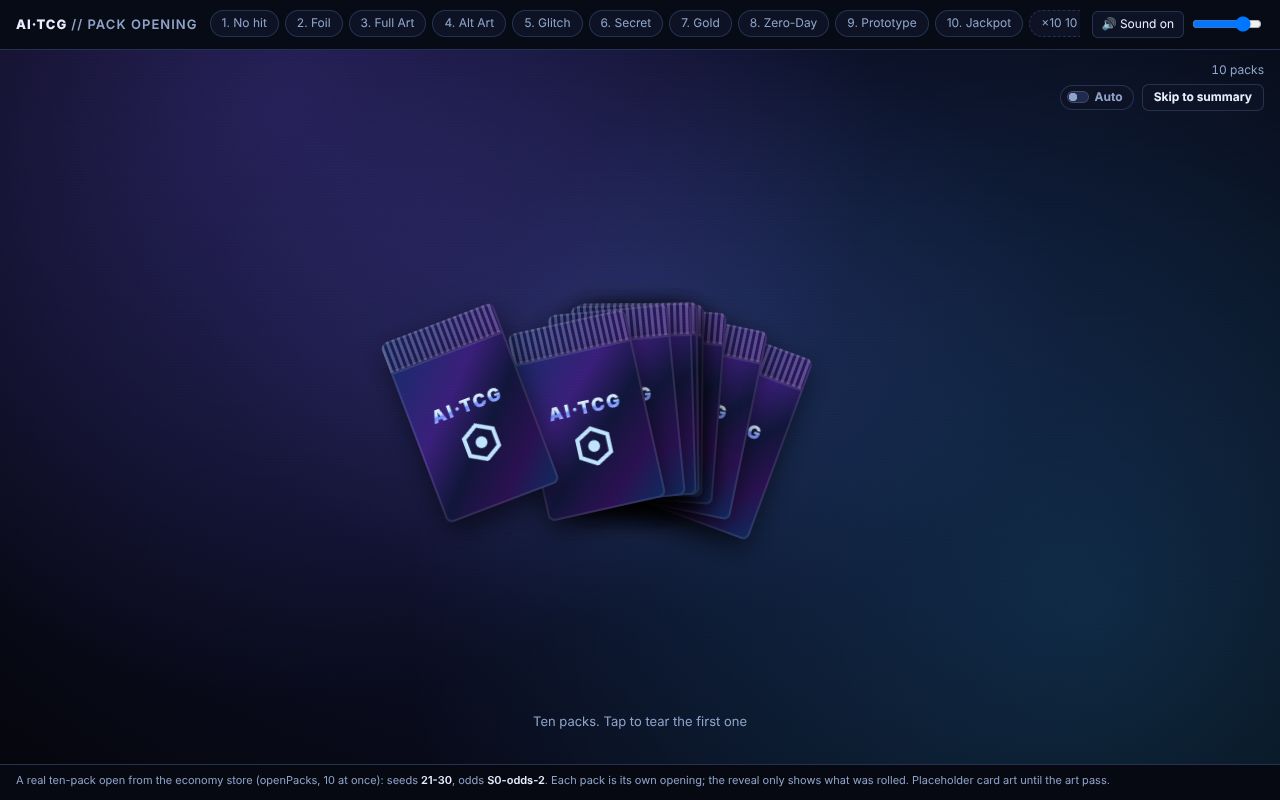 AI·TCG // PACK OPENING
1. No hit
2. Foil
3. Full Art
4. Alt Art
5. Glitch
6. Secret
7. Gold
8. Zero-Day
9. Prototype
10. Jackpot
×10 10
🔊 Sound on
10 packs
Auto
Skip to summary
AI·TCG
AI·TCG
G
G
G
Ten packs. Tap to tear the first one
A real ten-pack open from the economy store (openPacks, 10 at once): seeds 21-30, odds S0-odds-2. Each pack is its own opening; the reveal only shows what was rolled. Placeholder card art until the art pass.